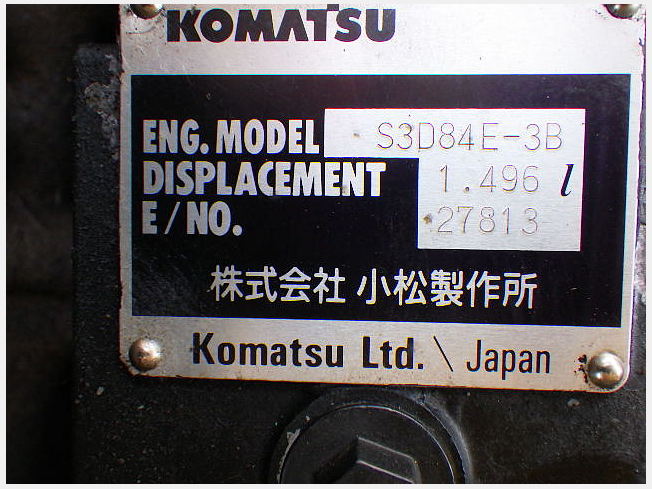 KOMATSU
ENG. MODEL S3D84E-3B
DISPLACEMENT 1.496 l
E/NO. 27813
株式会社 小松製作所
Komatsu Ltd. \ Japan